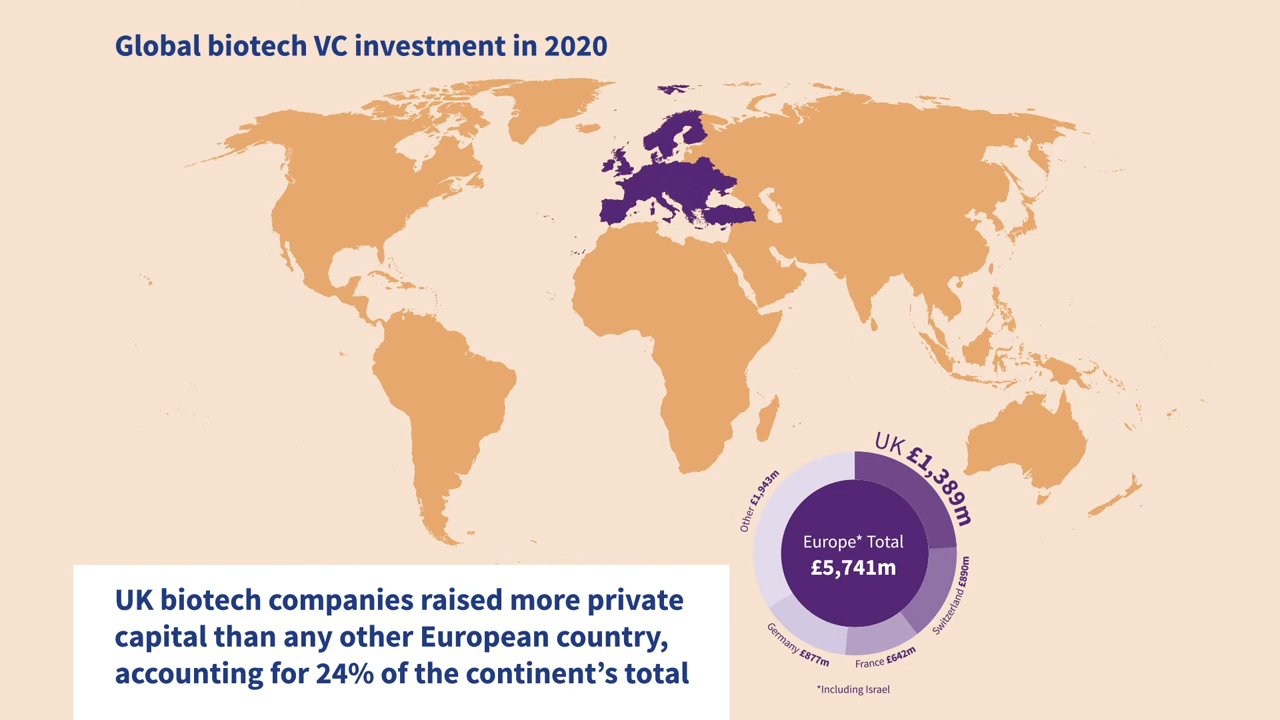 Global biotech VC investment in 2020
UK £1,389m
Other £1,943m
Europe* Total
£5,741m
Switzerland £890m
Germany £877m
France £642m
*Including Israel
UK biotech companies raised more private
capital than any other European country,
accounting for 24% of the continent’s total